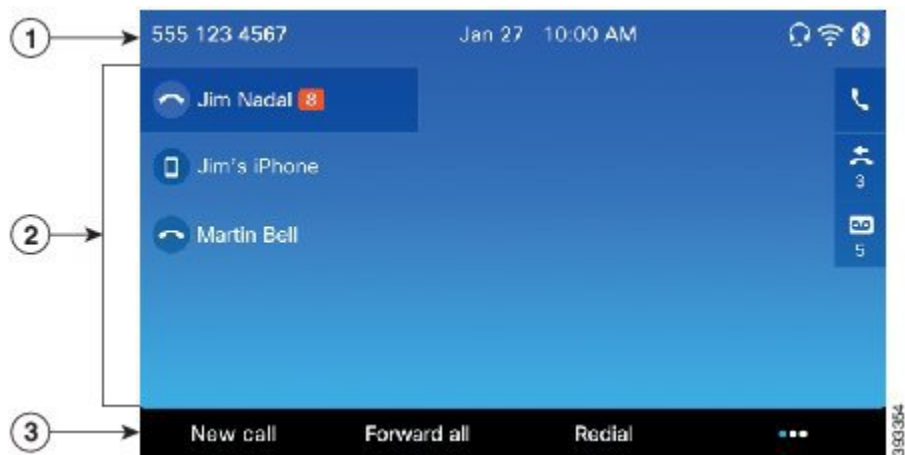 1
555 123 4567 Jan 27 10:00 AM
Jim Nadal 8
Jim's iPhone
3
2
Martin Bell
5
3
New call Forward all Redial
393354